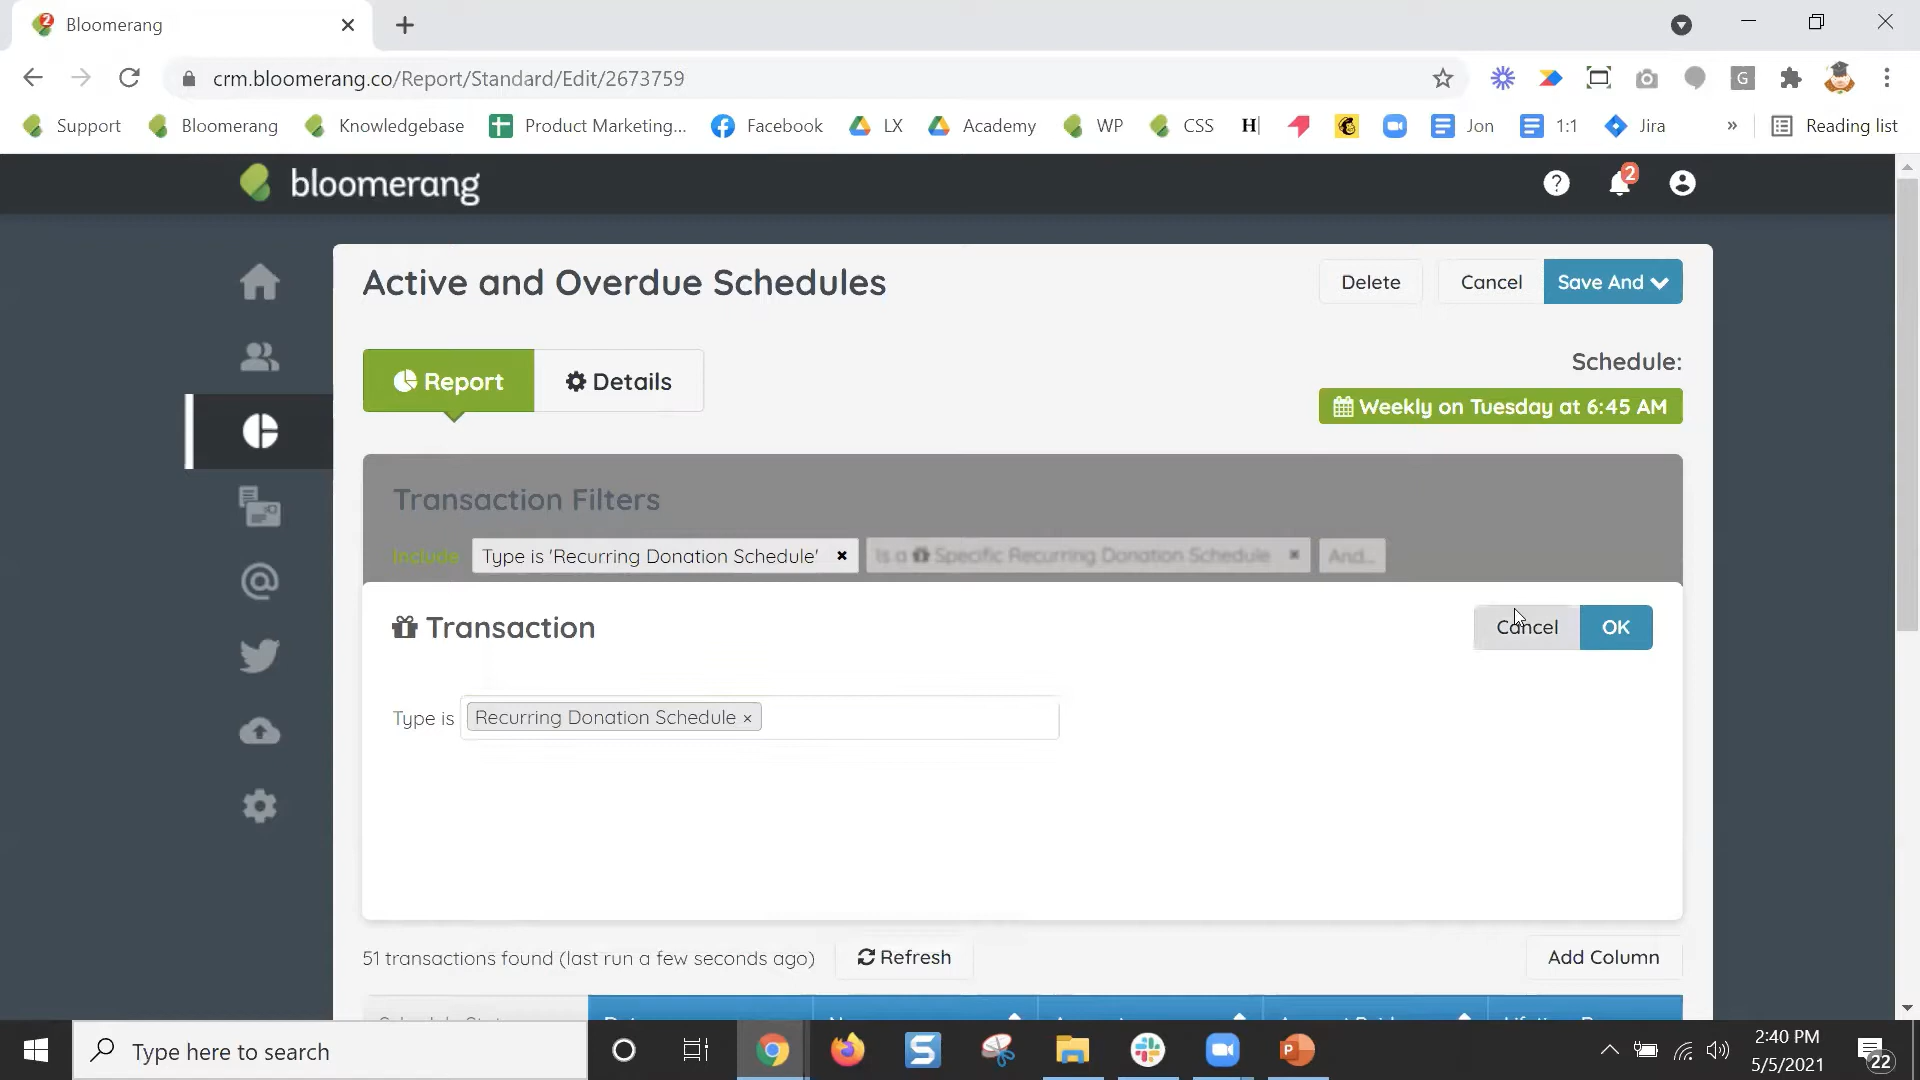 2 Bloomerang
crm.bloomerang.co/Report/Standard/Edit/2673759
G
Support Bloomerang Knowledgebase Product Marketing... Facebook LX Academy WP CSS H Jon 1:1 Jira » Reading list
bloomerang ? 2
Active and Overdue Schedules Delete Cancel Save And
Report Details
Schedule:
Weekly on Tuesday at 6:45 AM
Transaction Filters
Include Type is 'Recurring Donation Schedule' × Is a Specific Recurring Donation Schedule × And...
Transaction Cancel OK
Type is Recurring Donation Schedule ×
51 transactions found (last run a few seconds ago) Refresh Add Column
Type here to search
2:40 PM
5/5/2021
22